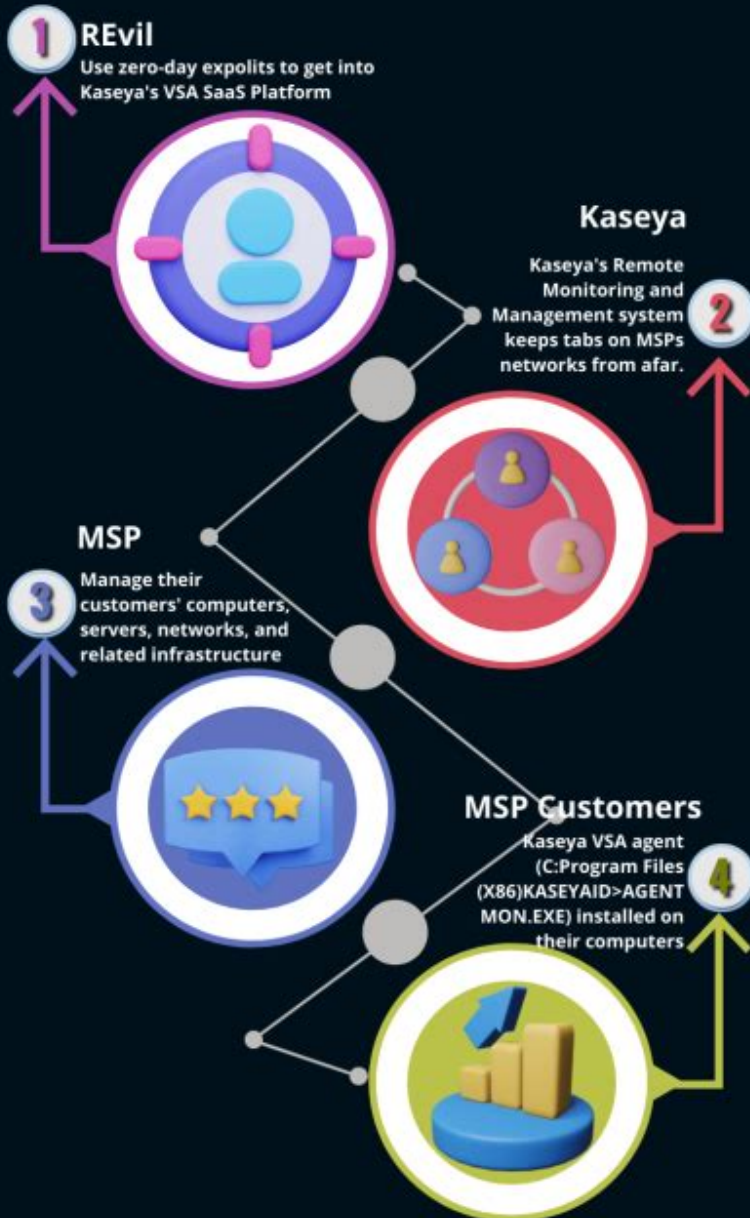 1
REvil
Use zero-day expolits to get into
Kaseya's VSA SaaS Platform
Kaseya
2
Kaseya's Remote
Monitoring and
Management system
keeps tabs on MSPs
networks from afar.
MSP
3
Manage their
customers' computers,
servers, networks, and
related infrastructure
MSP Customers
4
Kaseya VSA agent
(C:Program Files
(X86)KASEYAID>AGENT
MON.EXE) installed on
their computers